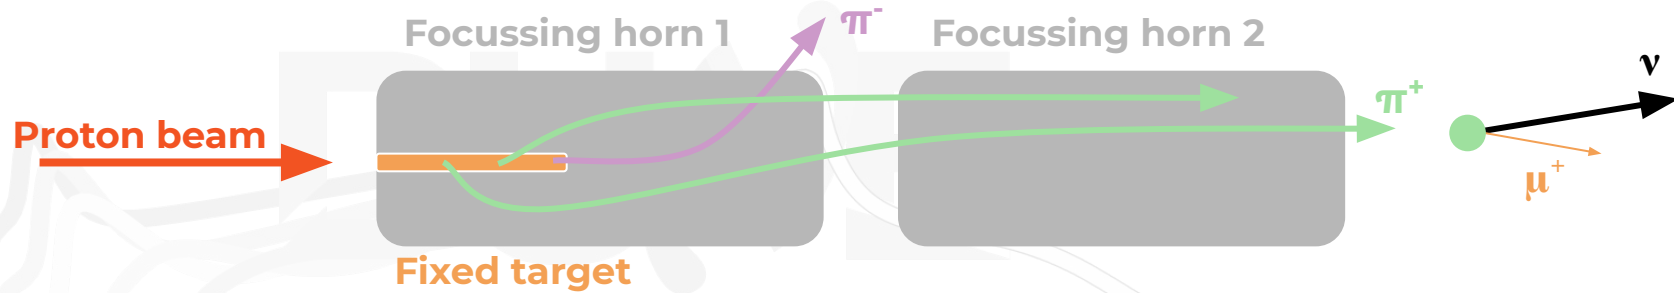 Focussing horn 1
π-
Focussing horn 2
ν
Proton beam
π+
μ+
Fixed target